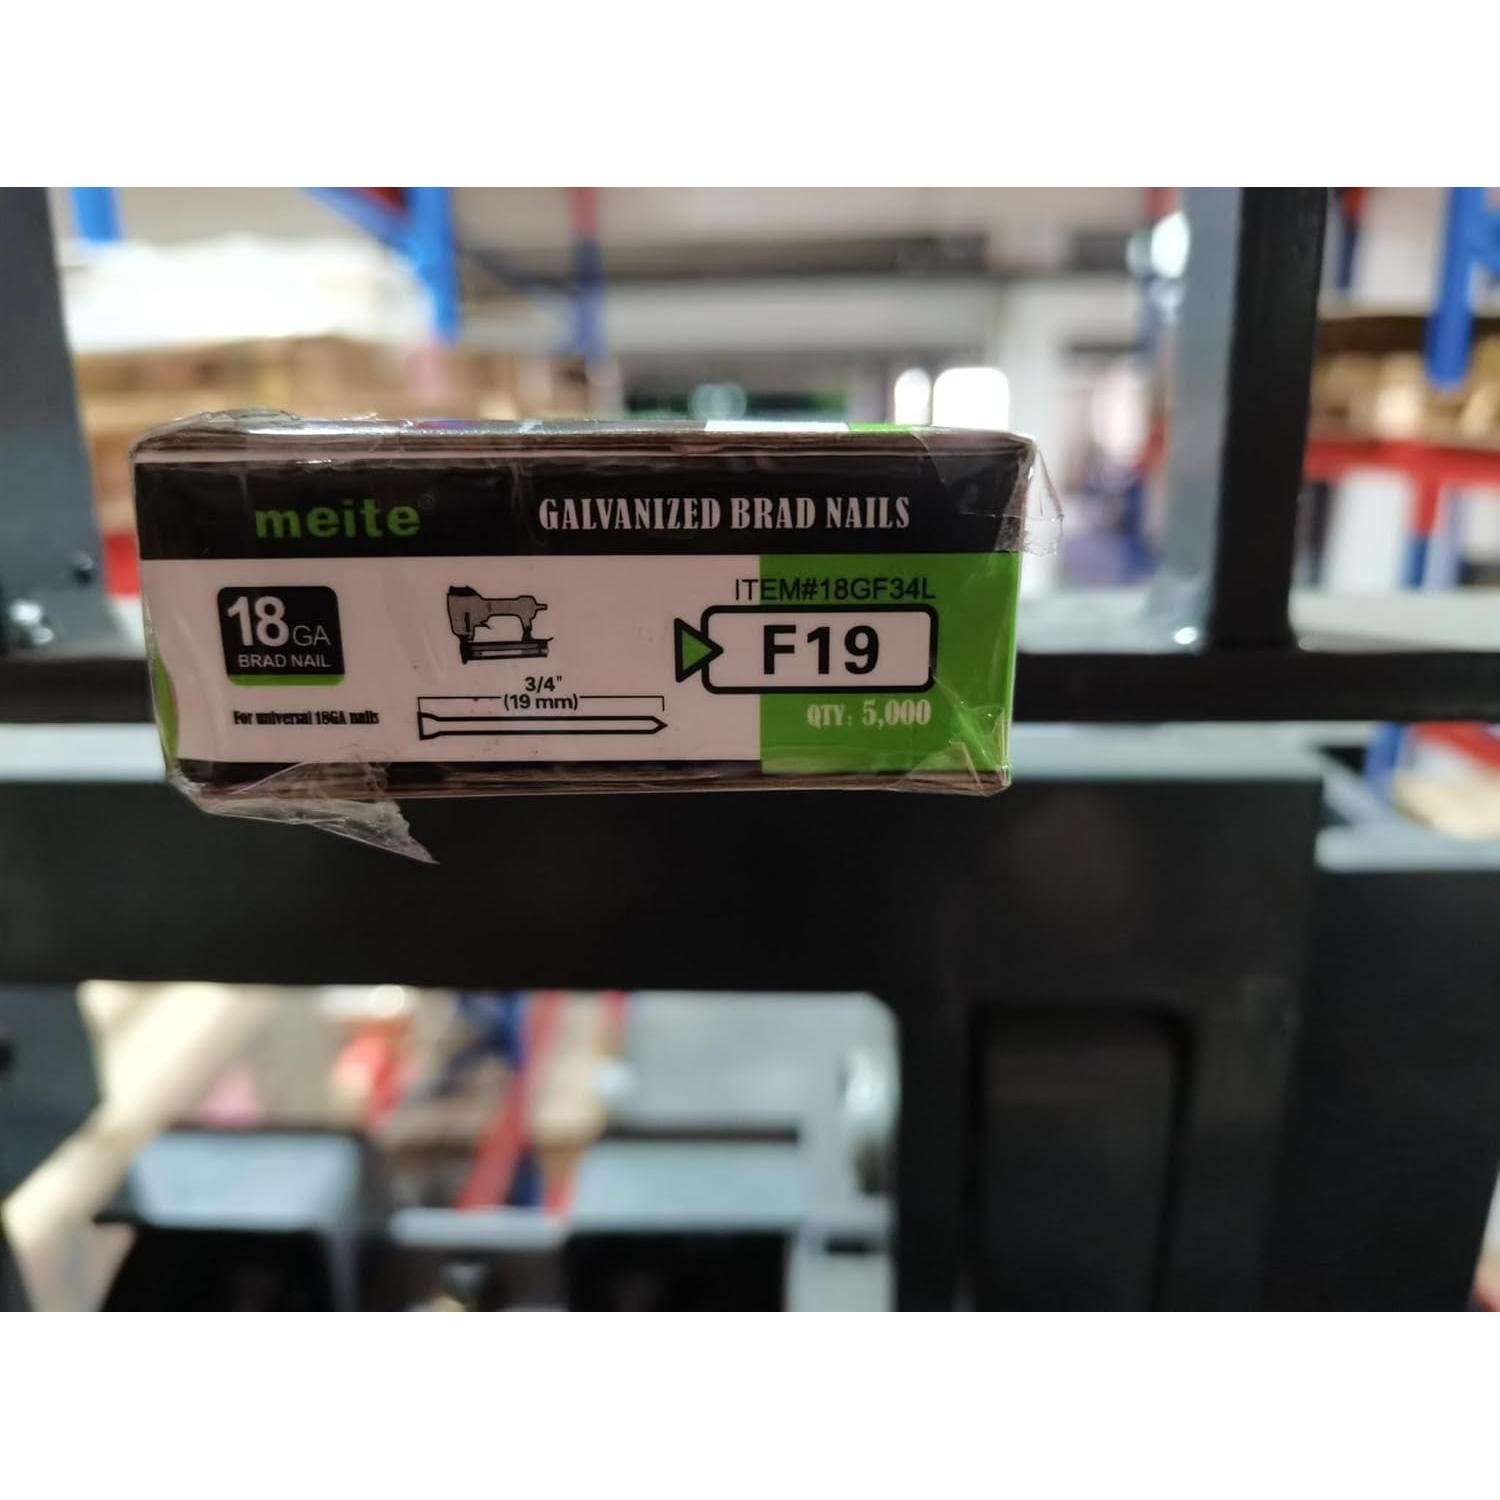 meite®
GALVANIZED BRAD NAILS
18GA
BRAD NAIL
For universal 18GA nails
3/4"
(19 mm)
ITEM#18GF34L
F19
QTY: 5,000